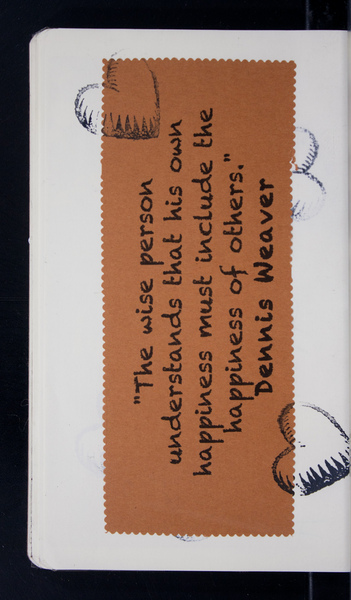 "The wise person
understands that his own
happiness must include the
happiness of others."
Dennis Weaver